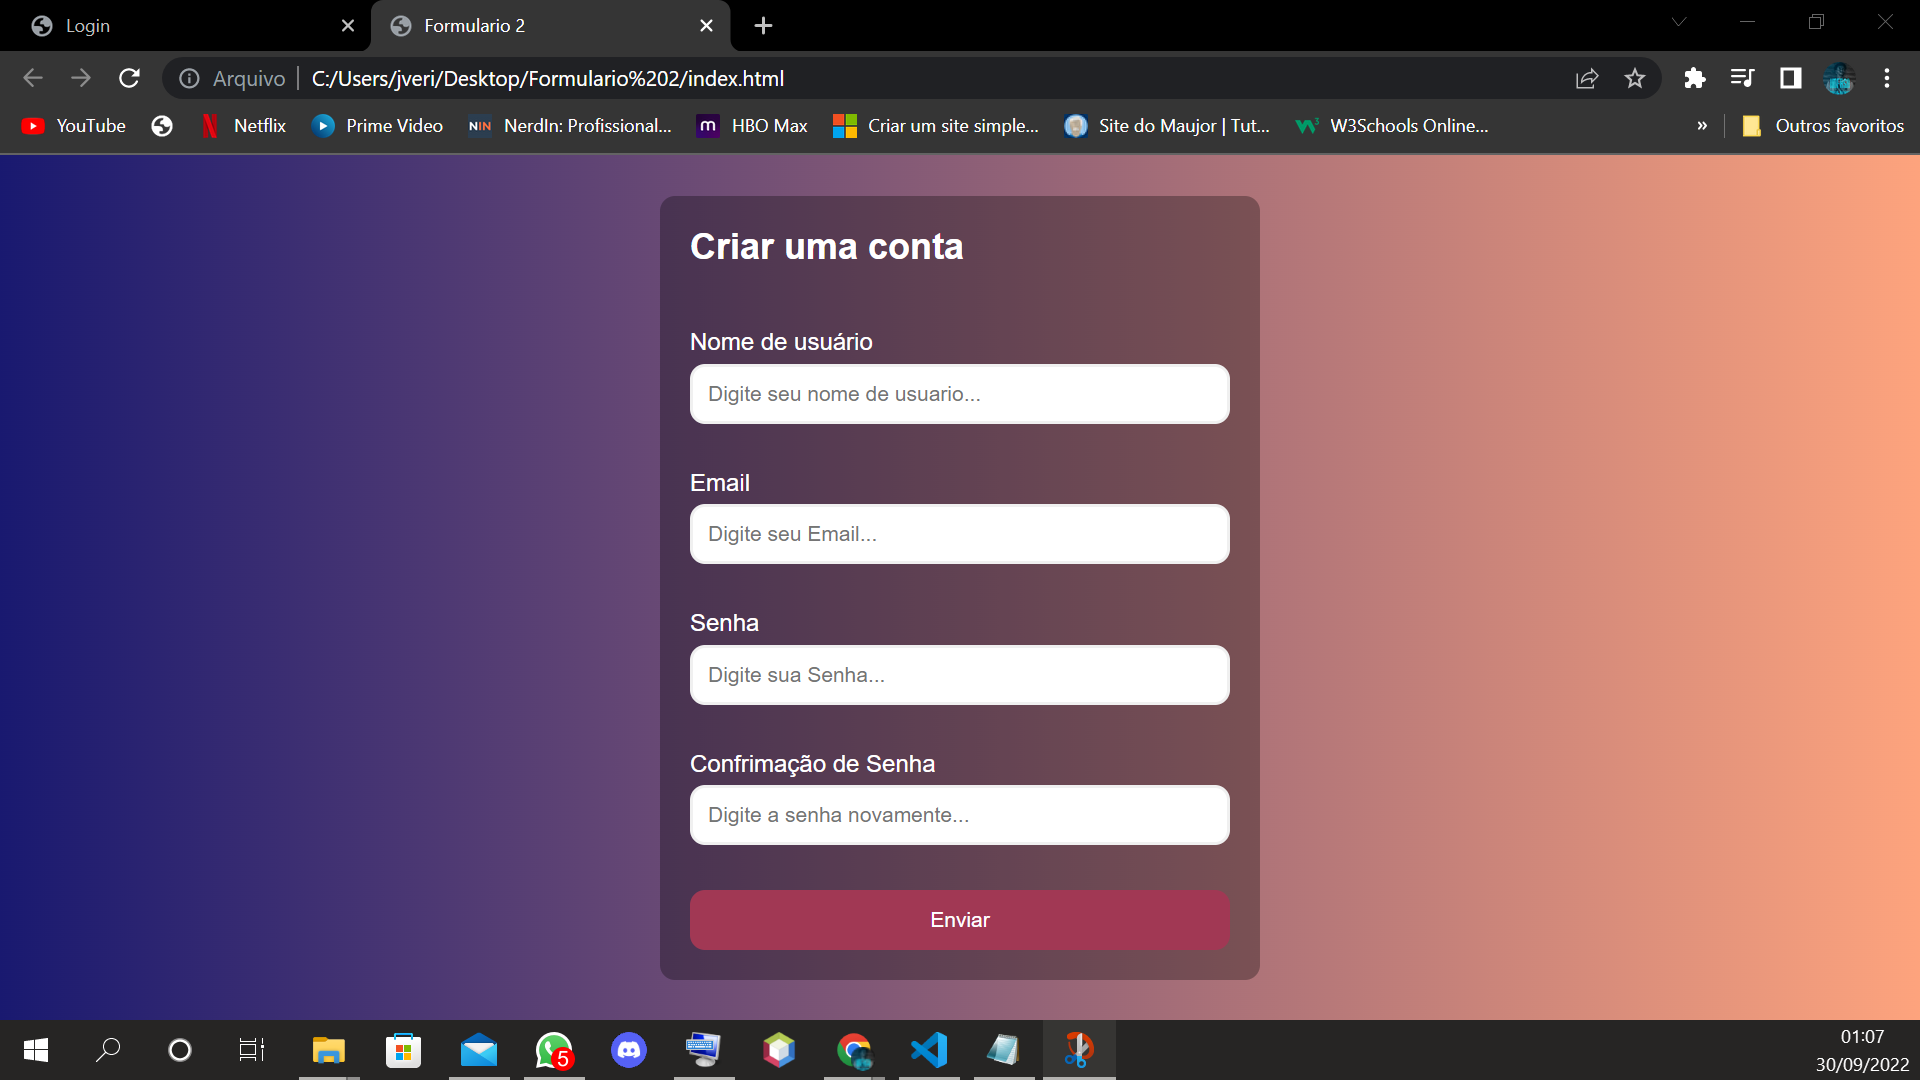 Login
Formulario 2
Arquivo
C:/Users/jveri/Desktop/Formulario%202/index.html
YouTube
Netflix
Prime Video
NIN
NerdIn: Profissional...
m
HBO Max
Criar um site simple...
Site do Maujor | Tut...
W3Schools Online...
»
Outros favoritos
Criar uma conta
Nome de usuário
Digite seu nome de usuario...
Email
Digite seu Email...
Senha
Digite sua Senha...
Confrimação de Senha
Digite a senha novamente...
Enviar
5
01:07
30/09/2022